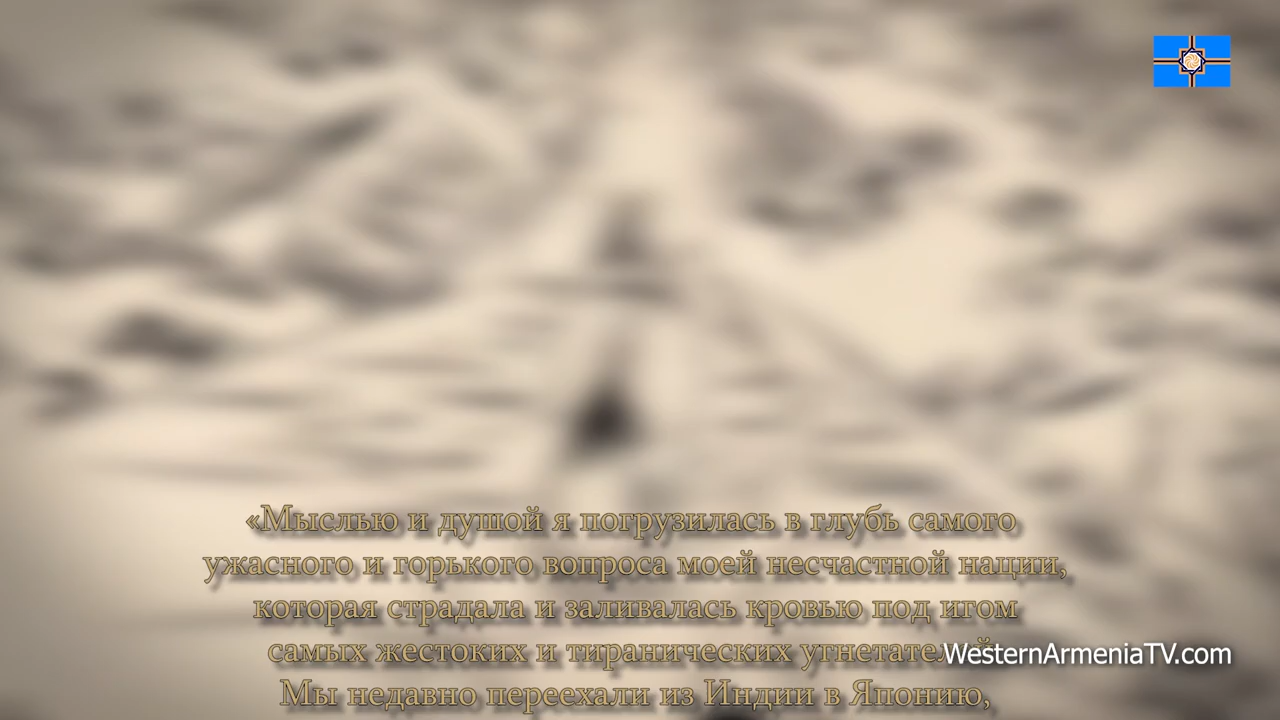 «Мыслью и душой я погрузилась в глубь самого
ужасного и горького вопроса моей несчастной нации,
которая страдала и заливалась кровью под игом
самых жестоких и тиранических угнетателей
WesternArmeniaTV.com
Мы недавно переехали из Индии в Японию,